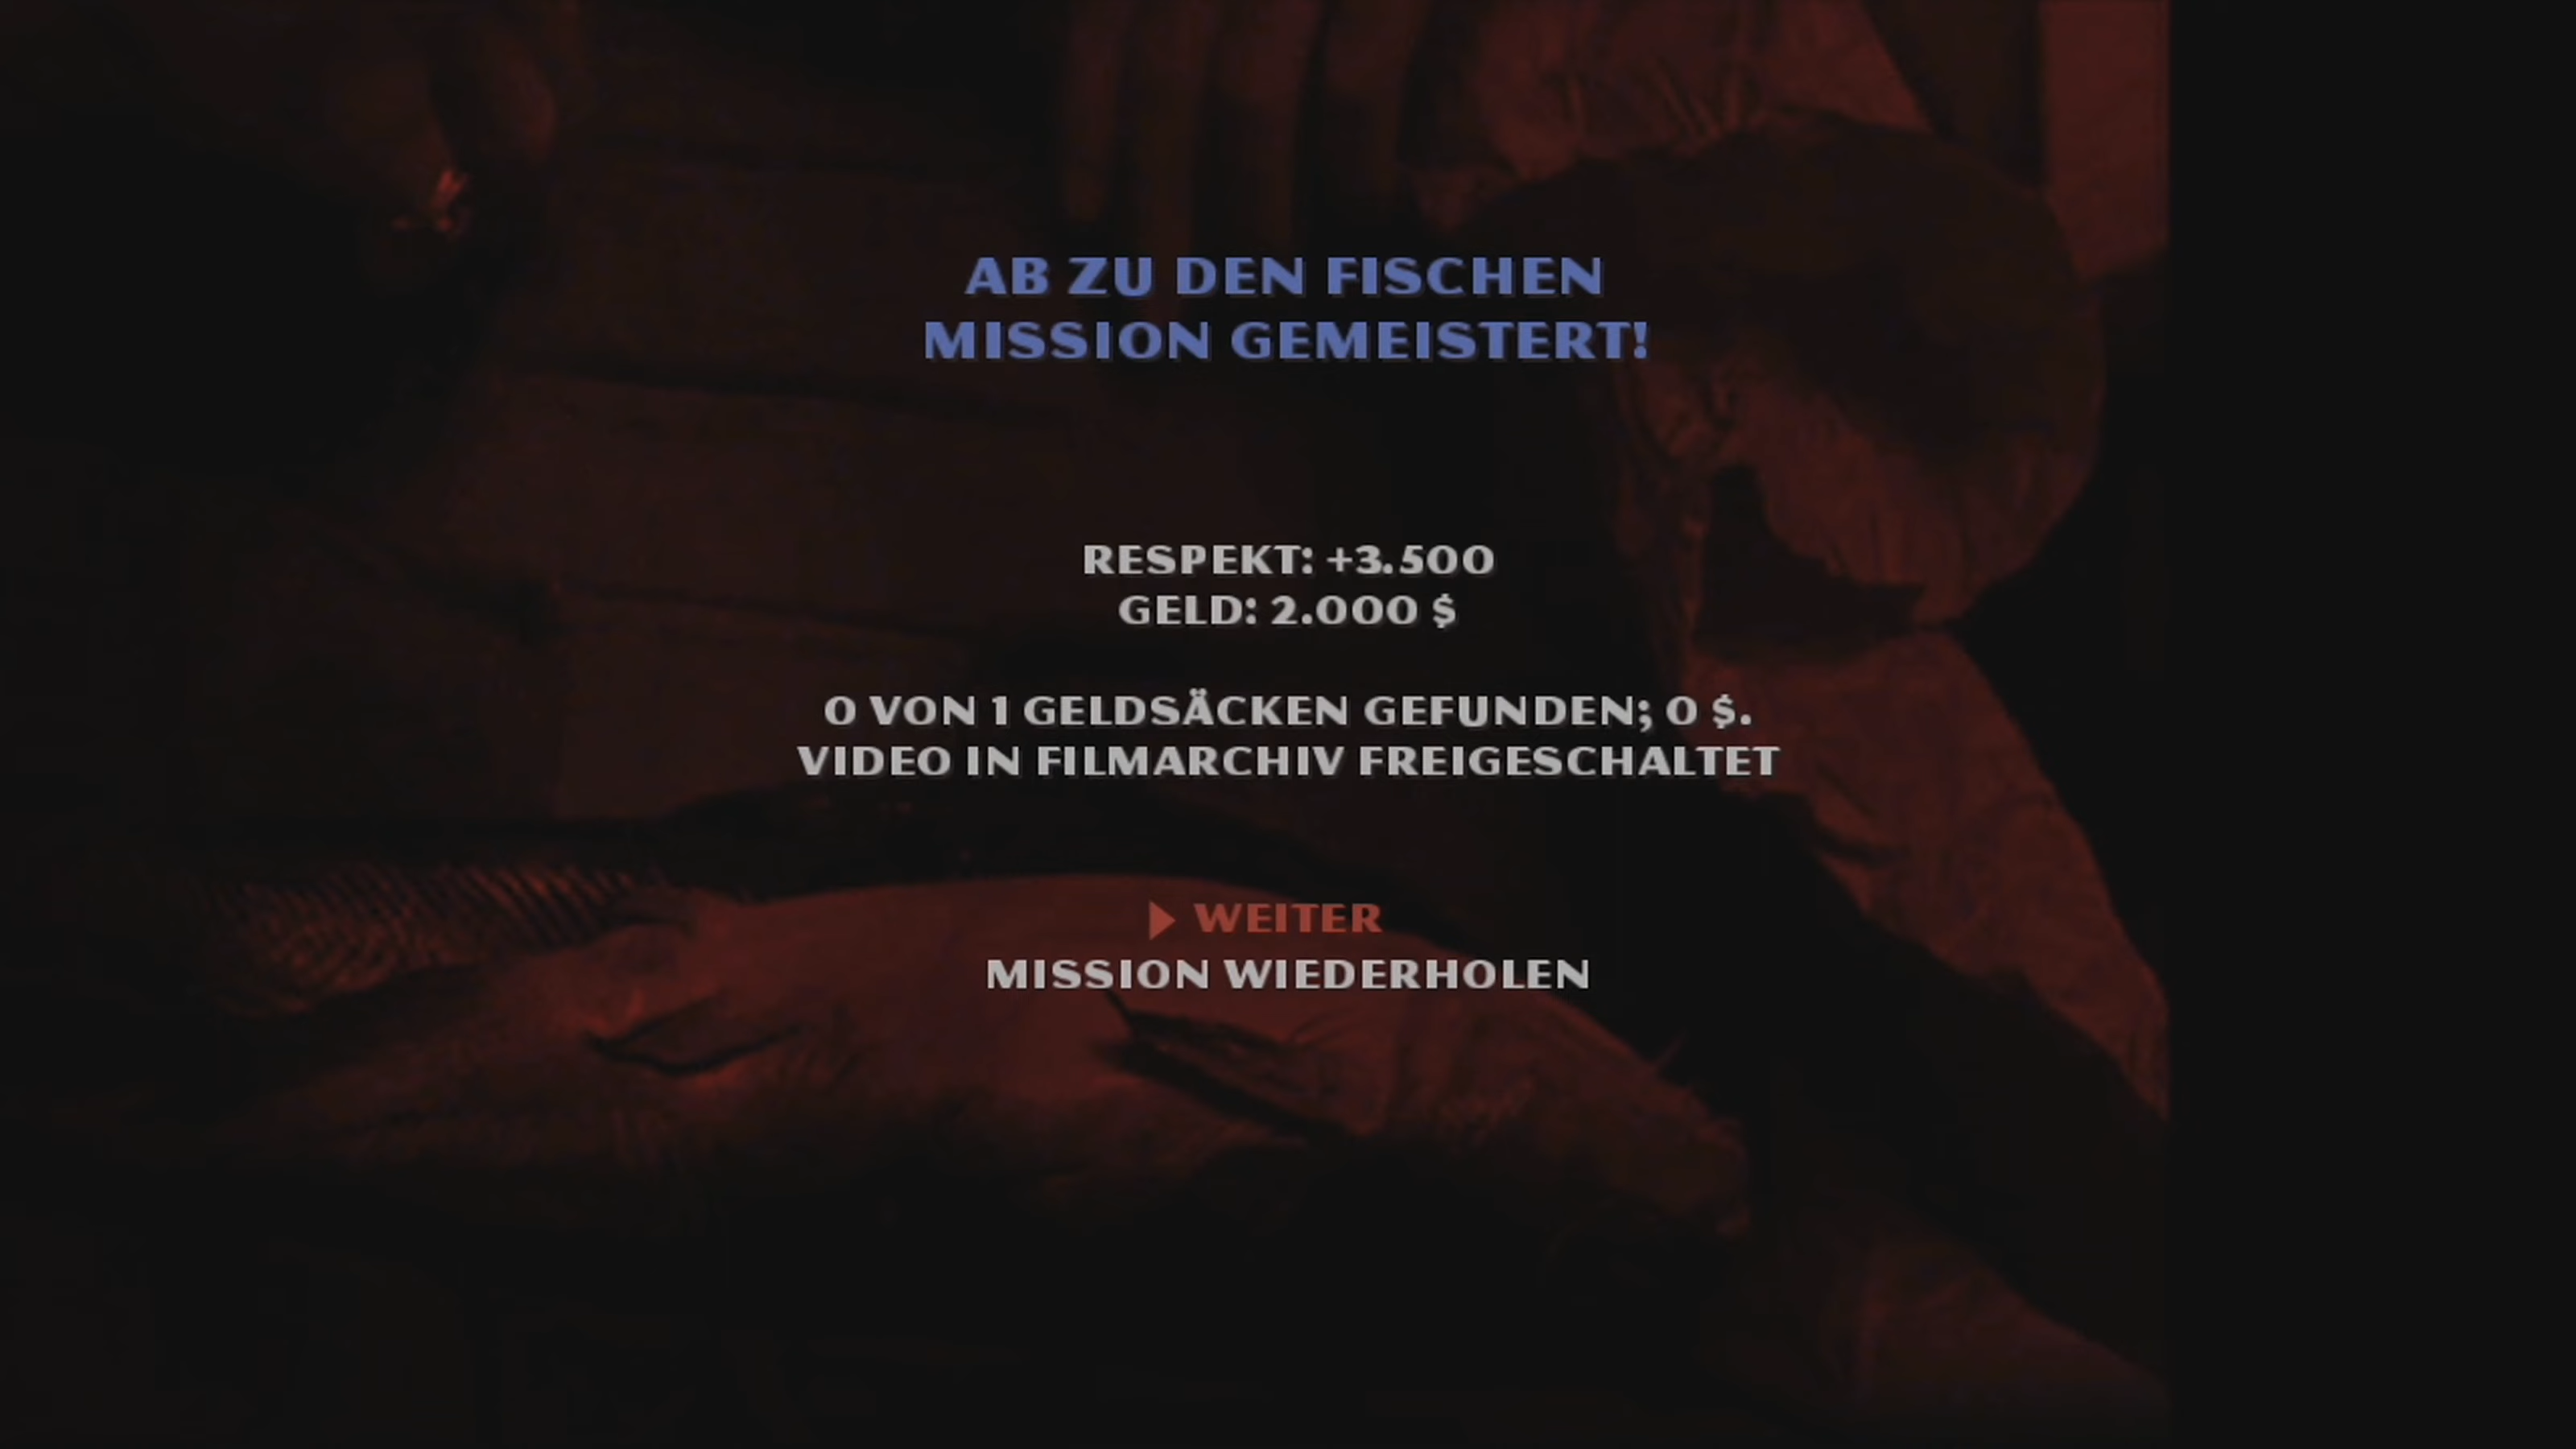 AB ZU DEN FISCHEN
MISSION GEMEISTERT!
RESPEKT: +3.500
GELD: 2.000 $
0 VON 1 GELDSÄCKEN GEFUNDEN; 0 $.
VIDEO IN FILMARCHIV FREIGESCHALTET
WEITER
MISSION WIEDERHOLEN